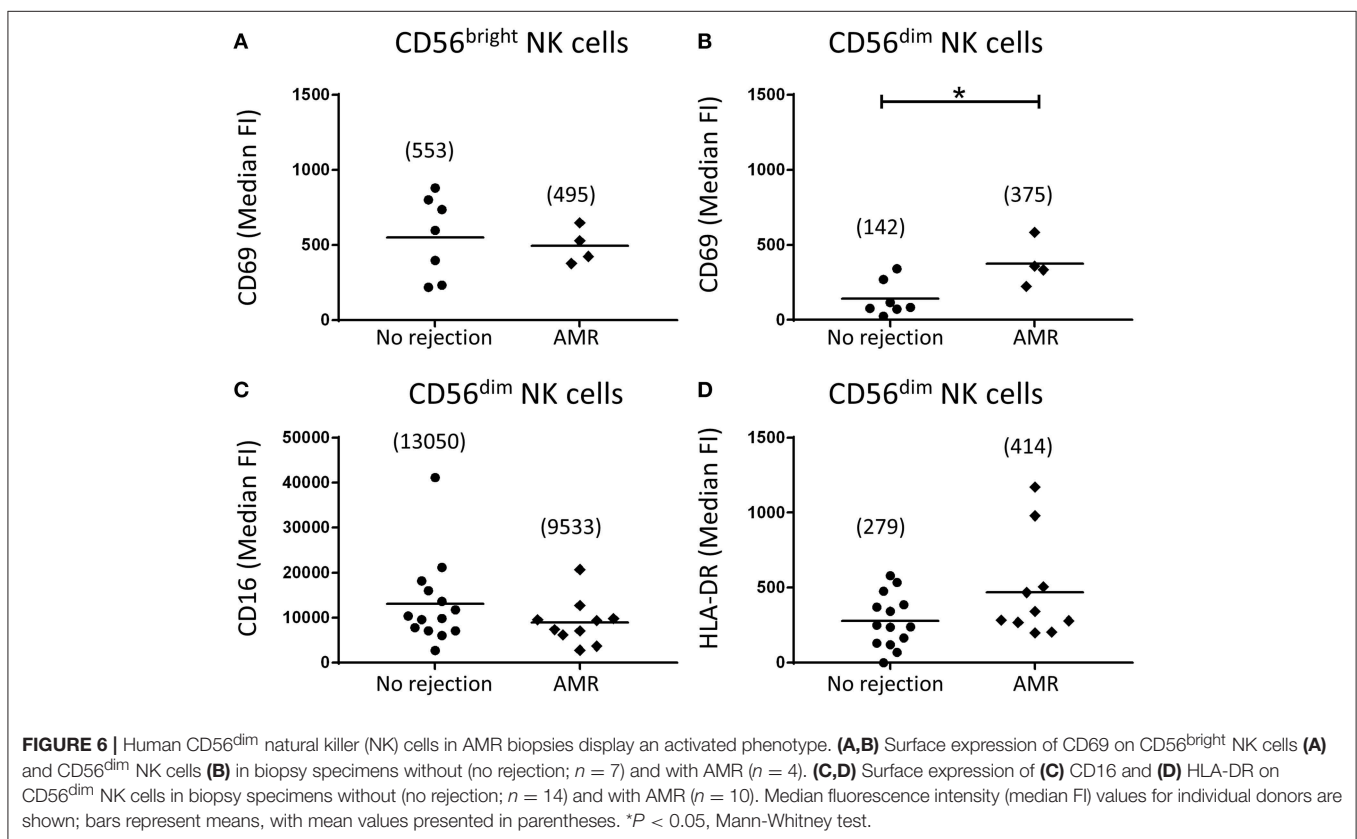 A
CD56bright NK cells
CD69 (Median FI)
1500
1000
500
0
(553)
(495)
No rejection
AMR
B
CD56dim NK cells
CD69 (Median FI)
1500
1000
500
0
*
(142)
(375)
No rejection
AMR
C
CD56dim NK cells
CD16 (Median FI)
50000
40000
30000
20000
10000
0
(13050)
(9533)
No rejection
AMR
D
CD56dim NK cells
HLA-DR (Median FI)
1500
1000
500
0
(279)
(414)
No rejection
AMR
FIGURE 6 | Human CD56dim natural killer (NK) cells in AMR biopsies display an activated phenotype. (A,B) Surface expression of CD69 on CD56bright NK cells (A)
and CD56dim NK cells (B) in biopsy specimens without (no rejection; n = 7) and with AMR (n = 4). (C,D) Surface expression of (C) CD16 and (D) HLA-DR on
CD56dim NK cells in biopsy specimens without (no rejection; n = 14) and with AMR (n = 10). Median fluorescence intensity (median FI) values for individual donors are
shown; bars represent means, with mean values presented in parentheses. *P < 0.05, Mann-Whitney test.